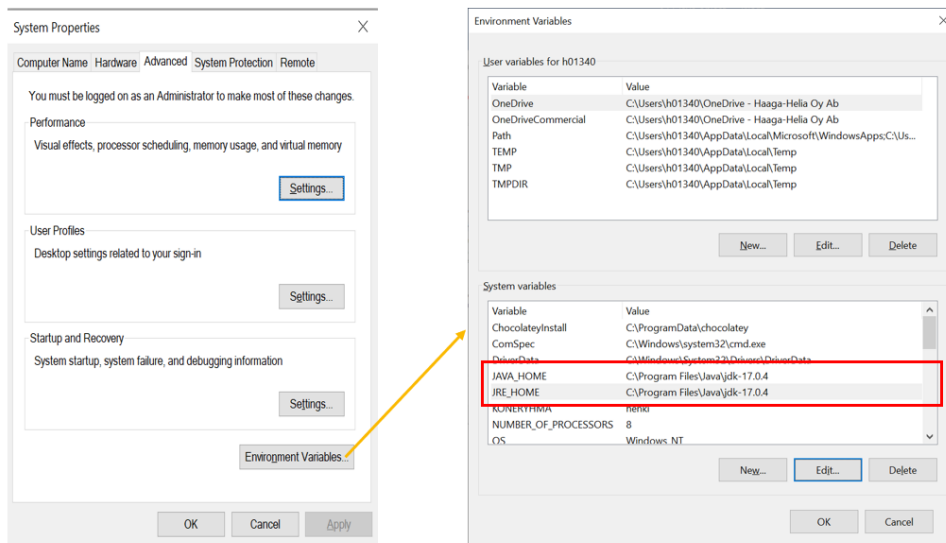 System Properties
Computer Name Hardware Advanced System Protection Remote
You must be logged on as an Administrator to make most of these changes.
Performance
Visual effects, processor scheduling, memory usage, and virtual memory
Settings...
User Profiles
Desktop settings related to your sign-in
Settings...
Startup and Recovery
System startup, system failure, and debugging information
Settings...
Environment Variables...
OK Cancel Apply
Environment Variables
User variables for h01340
Variable Value
OneDrive C:\Users\h01340\OneDrive - Haaga-Helia Oy Ab
OneDriveCommercial C:\Users\h01340\OneDrive - Haaga-Helia Oy Ab
Path C:\Users\h01340\AppData\Local\Microsoft\WindowsApps;C:\Us...
TEMP C:\Users\h01340\AppData\Local\Temp
TMP C:\Users\h01340\AppData\Local\Temp
TMPDIR C:\Users\h01340\AppData\Local\Temp
New... Edit... Delete
System variables
Variable Value
ChocolateyInstall C:\ProgramData\chocolatey
ComSpec C:\Windows\system32\cmd.exe
DriverData C:\Windows\System32\Drivers\DriverData
JAVA_HOME C:\Program Files\Java\jdk-17.0.4
JRE_HOME C:\Program Files\Java\jdk-17.0.4
KONERYHMA henki
NUMBER_OF_PROCESSORS 8
OS Windows_NT
New... Edit... Delete
OK Cancel